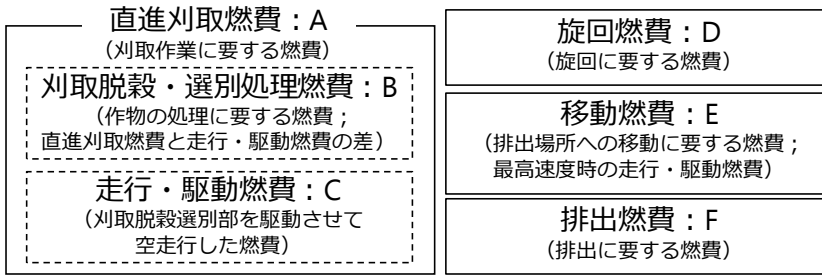 直進刈取燃費:A
(刈取作業に要する燃費)
刈取脱穀・選別処理燃費:B
(作物の処理に要する燃費;
直進刈取燃費と走行・駆動燃費の差)
走行・駆動燃費:C
(刈取脱穀選別部を駆動させて
空走行した燃費)
旋回燃費:D
(旋回に要する燃費)
移動燃費:E
(排出場所への移動に要する燃費;
最高速度時の走行・駆動燃費)
排出燃費:F
(排出に要する燃費)